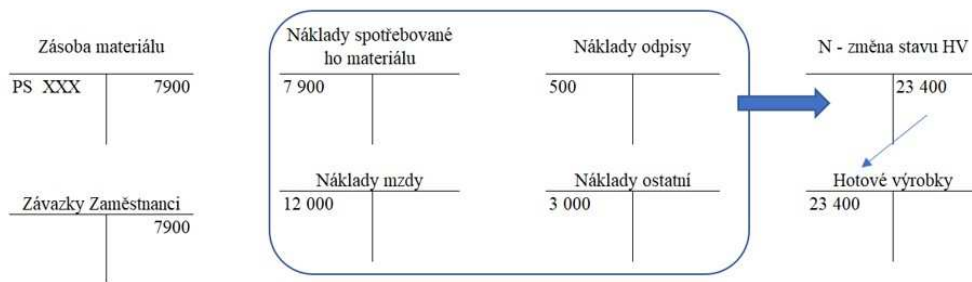 Zásoba materiálu
PS XXX 7900
Náklady spotřebované
ho materiálu
7 900
Náklady odpisy
500
N - změna stavu HV
23 400
Závazky Zaměstnanci
7900
Náklady mzdy
12 000
Náklady ostatní
3 000
Hotové výrobky
23 400